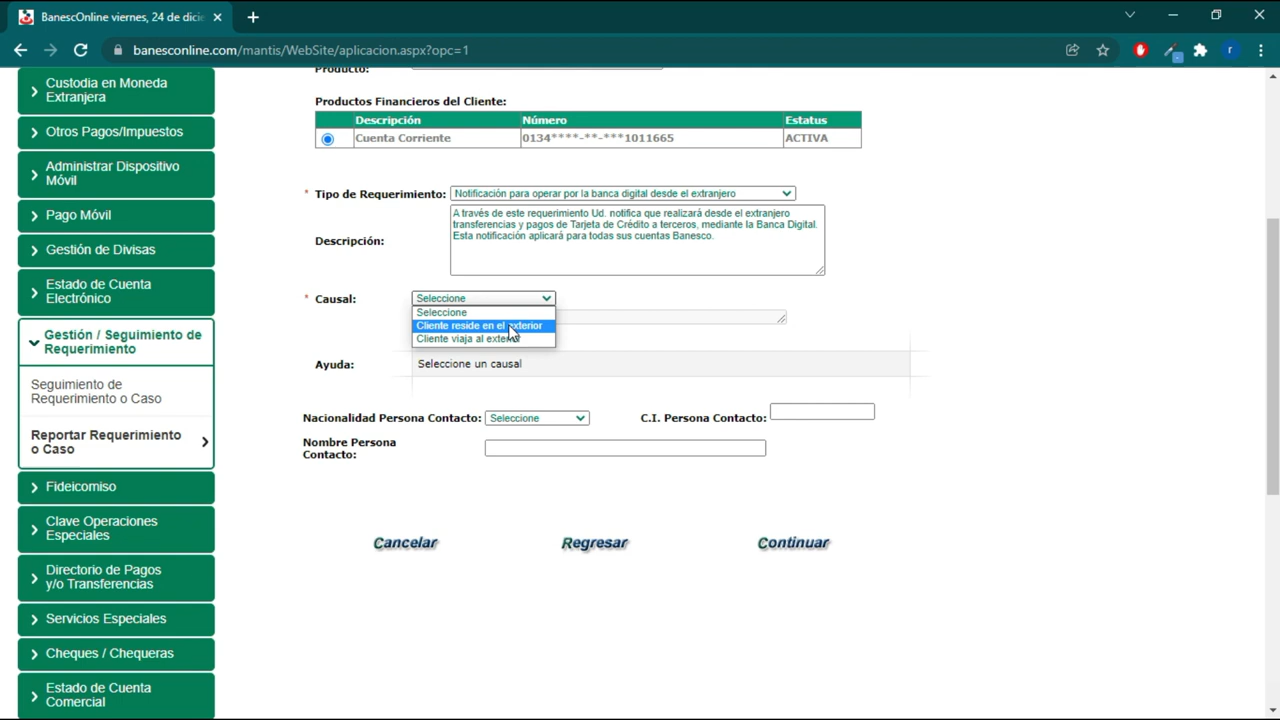 BanescOnline viernes, 24 de dicie
banesconline.com/mantis/WebSite/aplicacion.aspx?opc=1
r
Custodia en Moneda
Extranjera
Otros Pagos/Impuestos
Administrar Dispositivo
Móvil
Pago Móvil
Gestión de Divisas
Estado de Cuenta
Electrónico
Gestión / Seguimiento de
Requerimiento
Seguimiento de
Requerimiento o Caso
Reportar Requerimiento
o Caso
Fideicomiso
Clave Operaciones
Especiales
Directorio de Pagos
y/o Transferencias
Servicios Especiales
Cheques / Chequeras
Estado de Cuenta
Comercial
Producto:
Productos Financieros del Cliente:
Descripción Número Estatus
Cuenta Corriente 0134****-**-***1011665 ACTIVA
* Tipo de Requerimiento: Notificación para operar por la banca digital desde el extranjero
Descripción:
A través de este requerimiento Ud. notifica que realizará desde el extranjero
transferencias y pagos de Tarjeta de Crédito a terceros, mediante la Banca Digital.
Esta notificación aplicará para todas sus cuentas Banesco.
* Causal: Seleccione
Seleccione
Cliente reside en el exterior
Cliente viaja al exterior
Ayuda: Seleccione un causal
Nacionalidad Persona Contacto: Seleccione C.I. Persona Contacto:
Nombre Persona
Contacto:
Cancelar Regresar Continuar